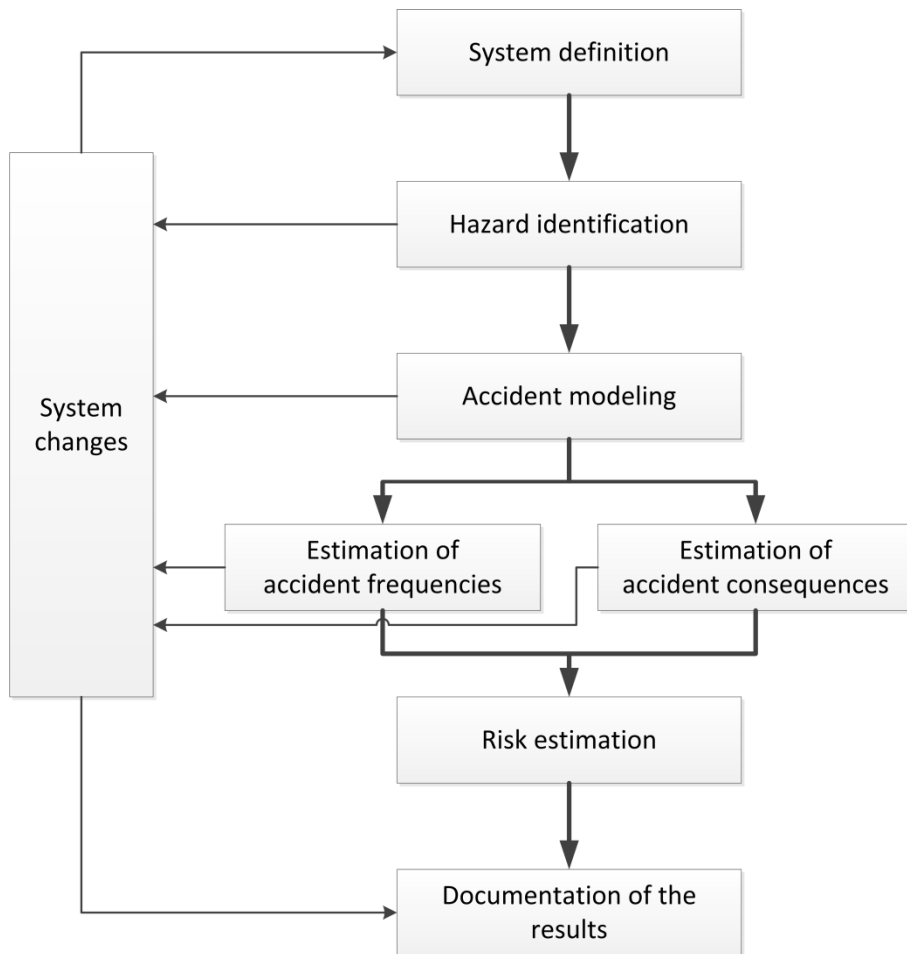 System definition
Hazard identification
Accident modeling
System
changes
Estimation of
accident frequencies
Estimation of
accident consequences
Risk estimation
Documentation of the
results